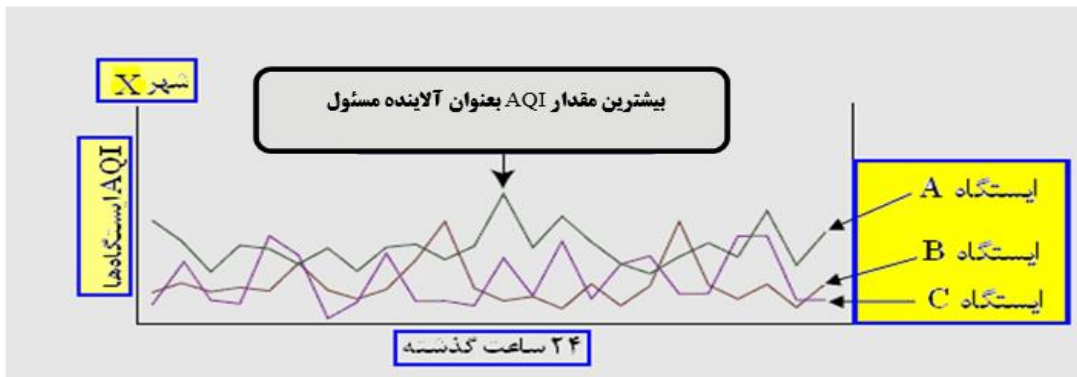 شهر X
بیشترین مقدار AQI بعنوان آلاینده مسئول
AQI ایستگاه‌ها
ایستگاه A
ایستگاه B
ایستگاه C
۲۴ ساعت گذشته